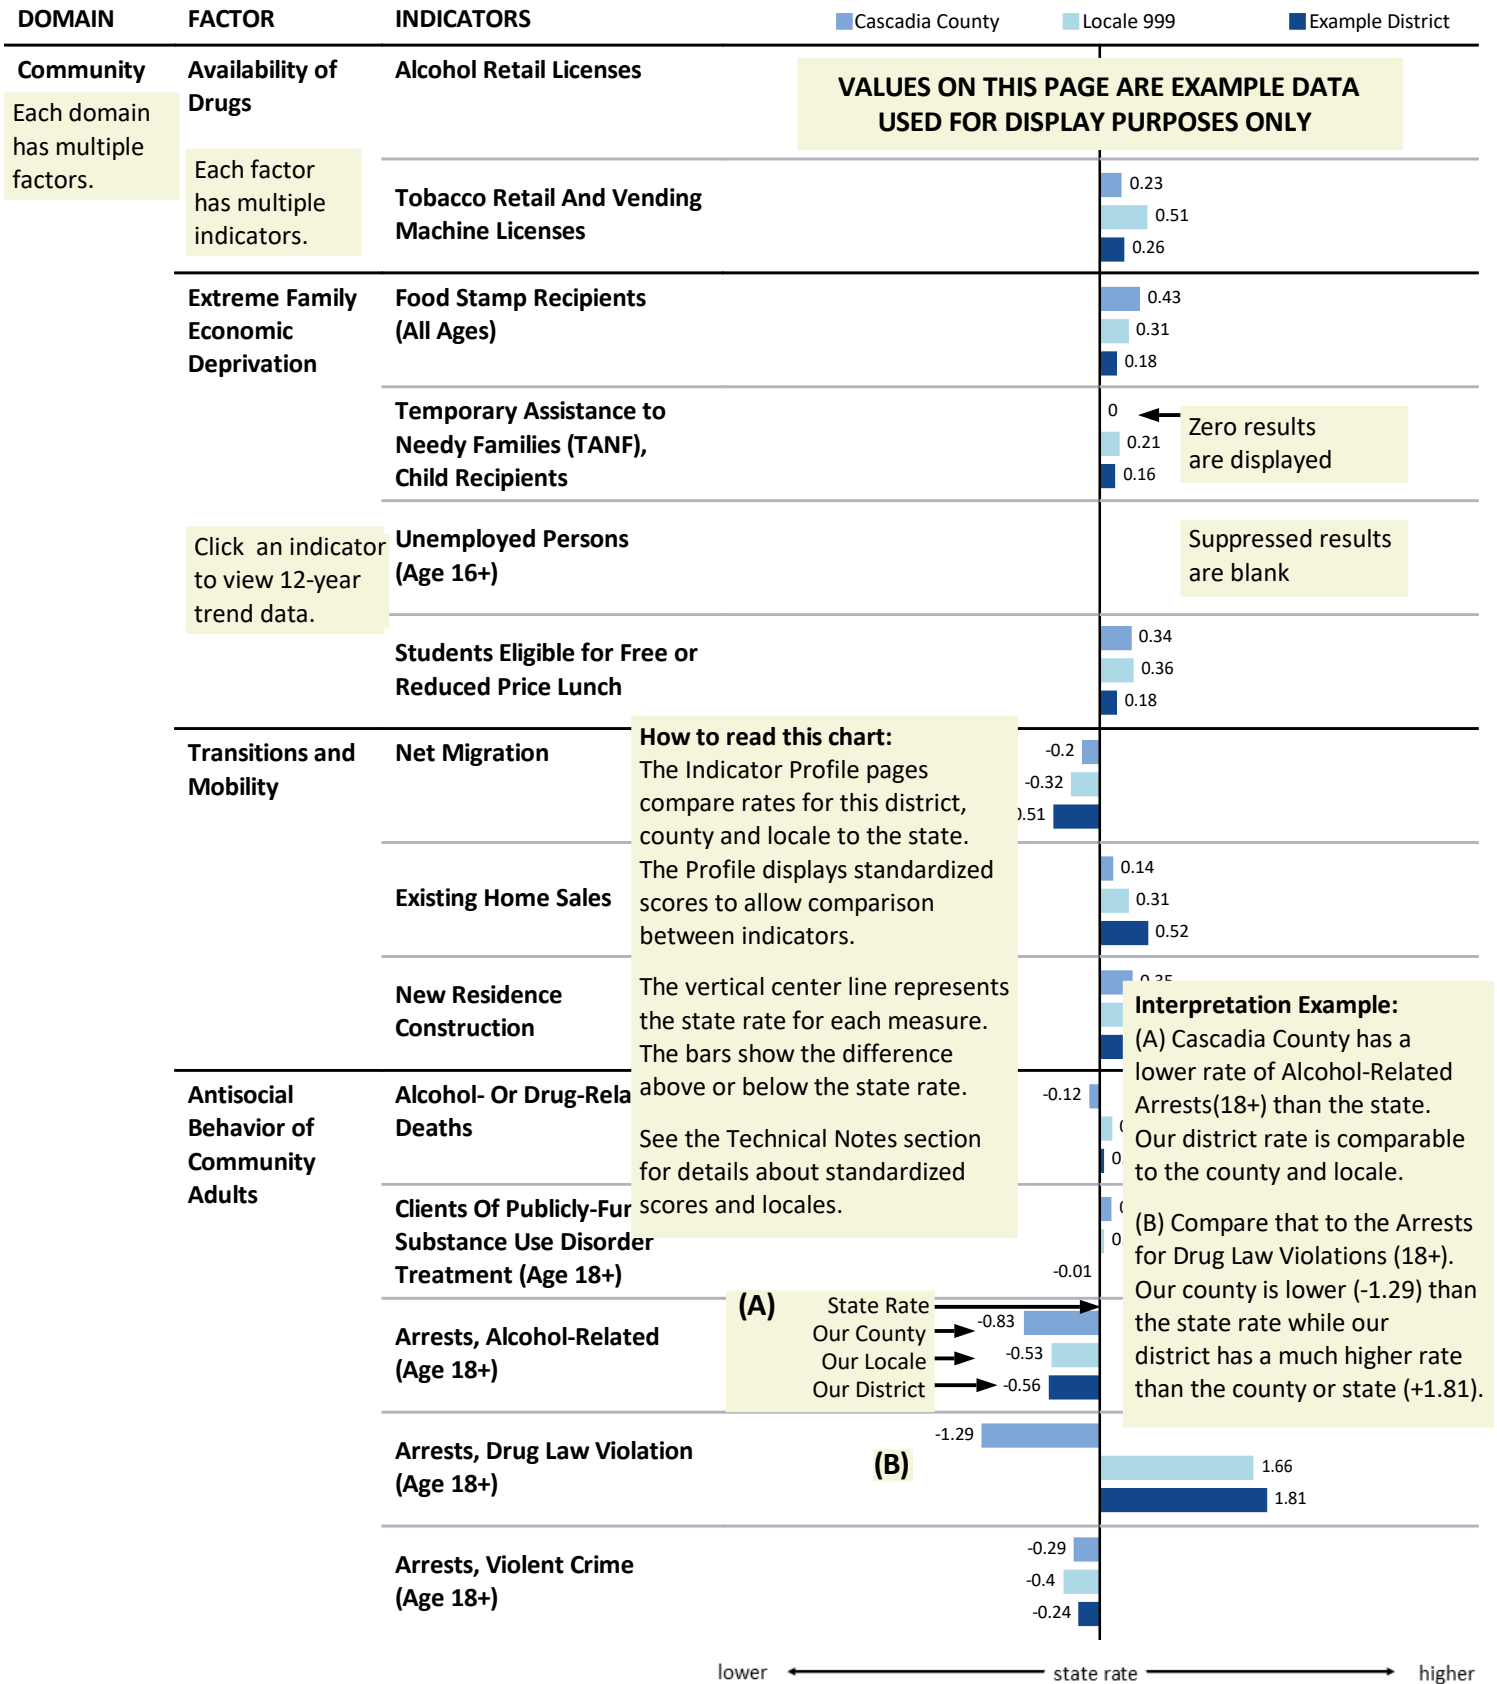 DOMAIN FACTOR INDICATORS Cascadia County Locale 999 Example District
Community
Each domain
has multiple
factors.
Availability of
Drugs
Each factor
has multiple
indicators.
Alcohol Retail Licenses
VALUES ON THIS PAGE ARE EXAMPLE DATA
USED FOR DISPLAY PURPOSES ONLY
Tobacco Retail And Vending
Machine Licenses
0.23
0.51
0.26
Extreme Family
Economic
Deprivation
Food Stamp Recipients
(All Ages)
0.43
0.31
0.18
Temporary Assistance to
Needy Families (TANF),
Child Recipients
0
0.21
0.16
Zero results
are displayed
Click an indicator
to view 12-year
trend data.
Unemployed Persons
(Age 16+)
Suppressed results
are blank
Students Eligible for Free or
Reduced Price Lunch
0.34
0.36
0.18
Transitions and
Mobility
Net Migration
-0.2
-0.32
.51
How to read this chart:
The Indicator Profile pages
compare rates for this district,
county and locale to the state.
The Profile displays standardized
scores to allow comparison
between indicators.
The vertical center line represents
the state rate for each measure.
The bars show the difference
above or below the state rate.
See the Technical Notes section
for details about standardized
scores and locales.
Existing Home Sales
0.14
0.31
0.52
New Residence
Construction
Interpretation Example:
(A) Cascadia County has a
lower rate of Alcohol-Related
Arrests(18+) than the state.
Our district rate is comparable
to the county and locale.
(B) Compare that to the Arrests
for Drug Law Violations (18+).
Our county is lower (-1.29) than
the state rate while our
district has a much higher rate
than the county or state (+1.81).
Antisocial
Behavior of
Community
Adults
Alcohol- Or Drug-Rela
Deaths
-0.12
0.
Clients Of Publicly-Fun
Substance Use Disorder
Treatment (Age 18+)
0.
-0.01
Arrests, Alcohol-Related
(Age 18+)
(A)
State Rate
Our County
Our Locale
Our District
-0.83
-0.53
-0.56
Arrests, Drug Law Violation
(Age 18+)
(B)
-1.29
1.66
1.81
Arrests, Violent Crime
(Age 18+)
-0.29
-0.4
-0.24
lower state rate higher